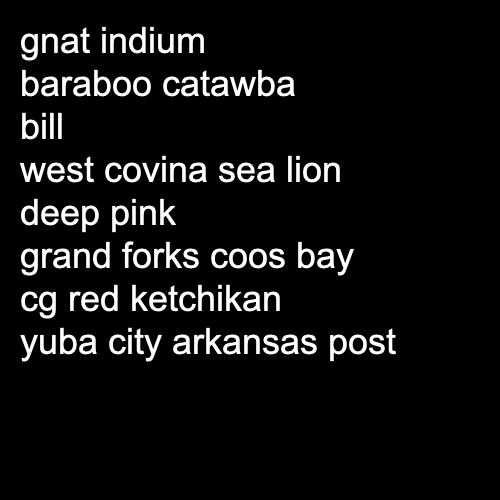 gnat indium
baraboo catawba
bill
west covina sea lion
deep pink
grand forks coos bay
cg red ketchikan
yuba city arkansas post